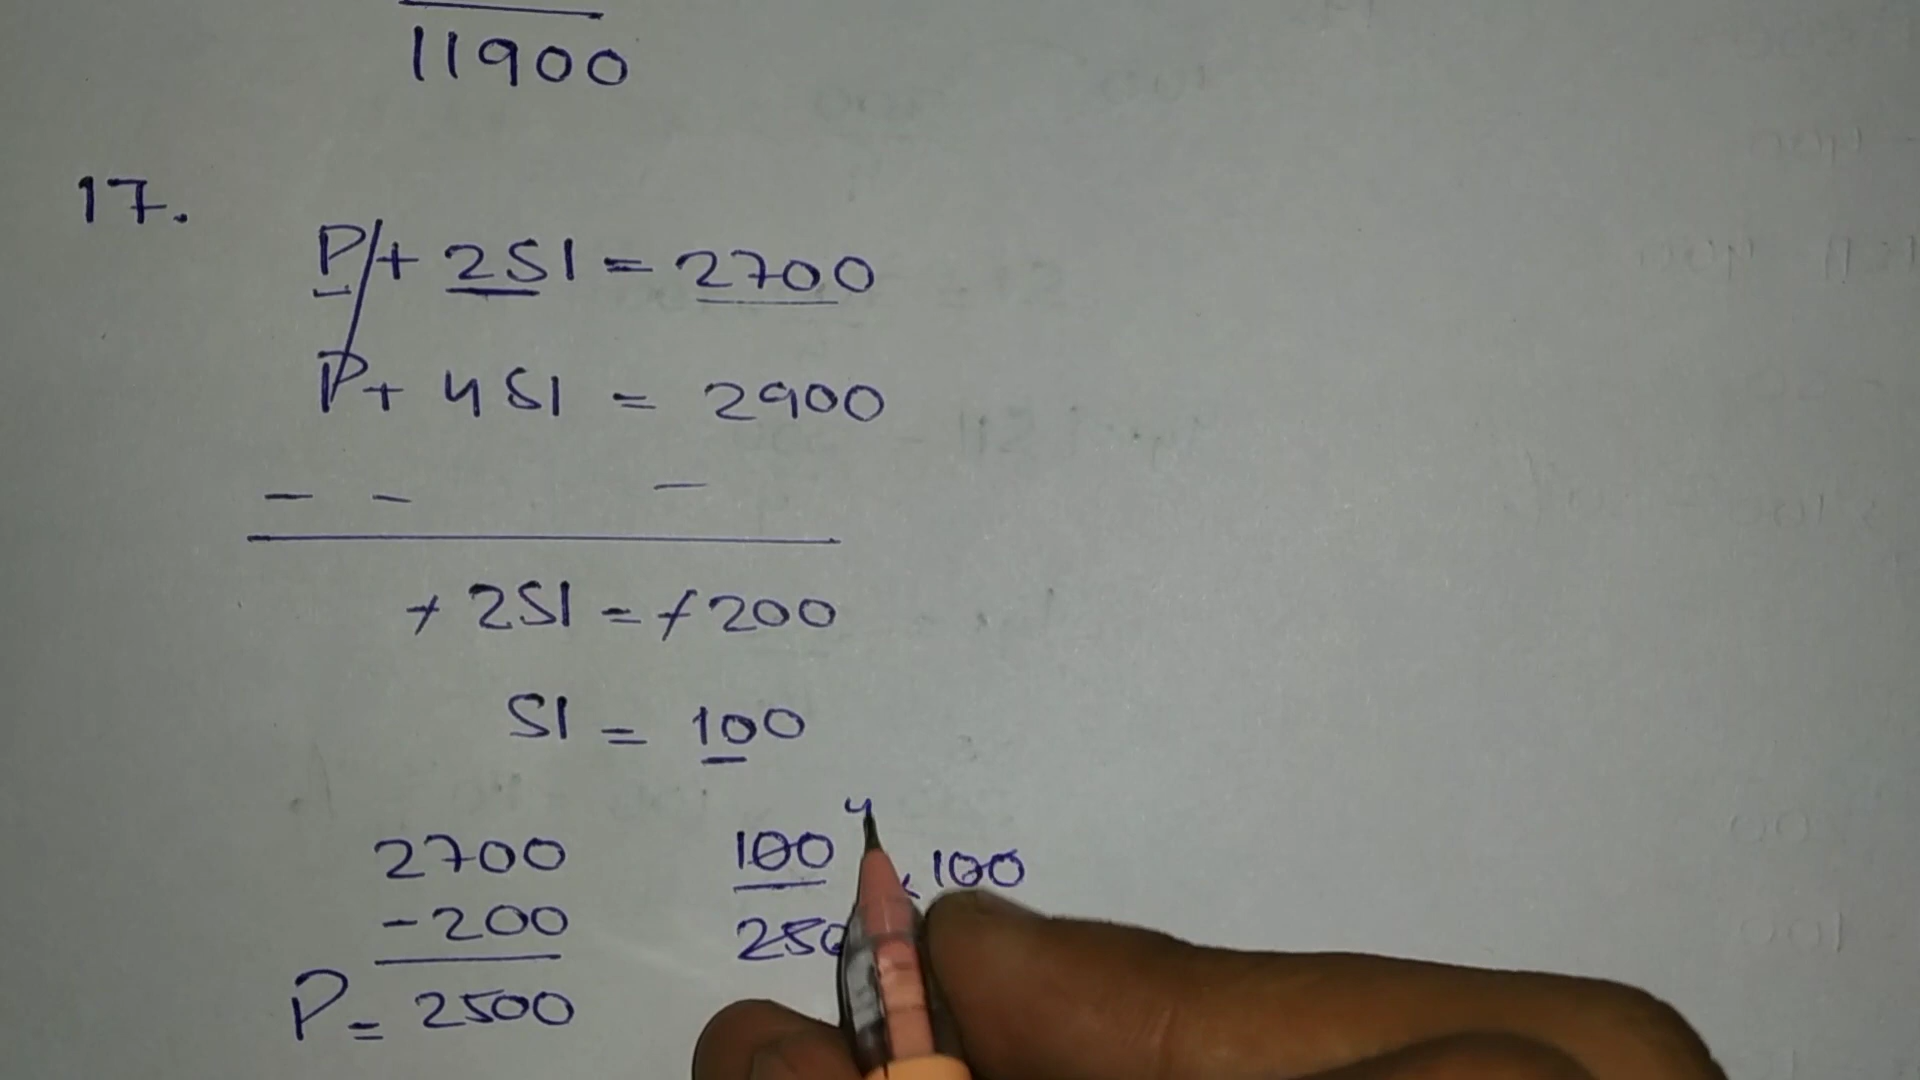 11900
17.
P + 2SI = 2700
P + 4SI = 2900
— — —
+ 2SI = + 200
SI = 100
2700
- 200
P = 2500
4
100 × 100
250